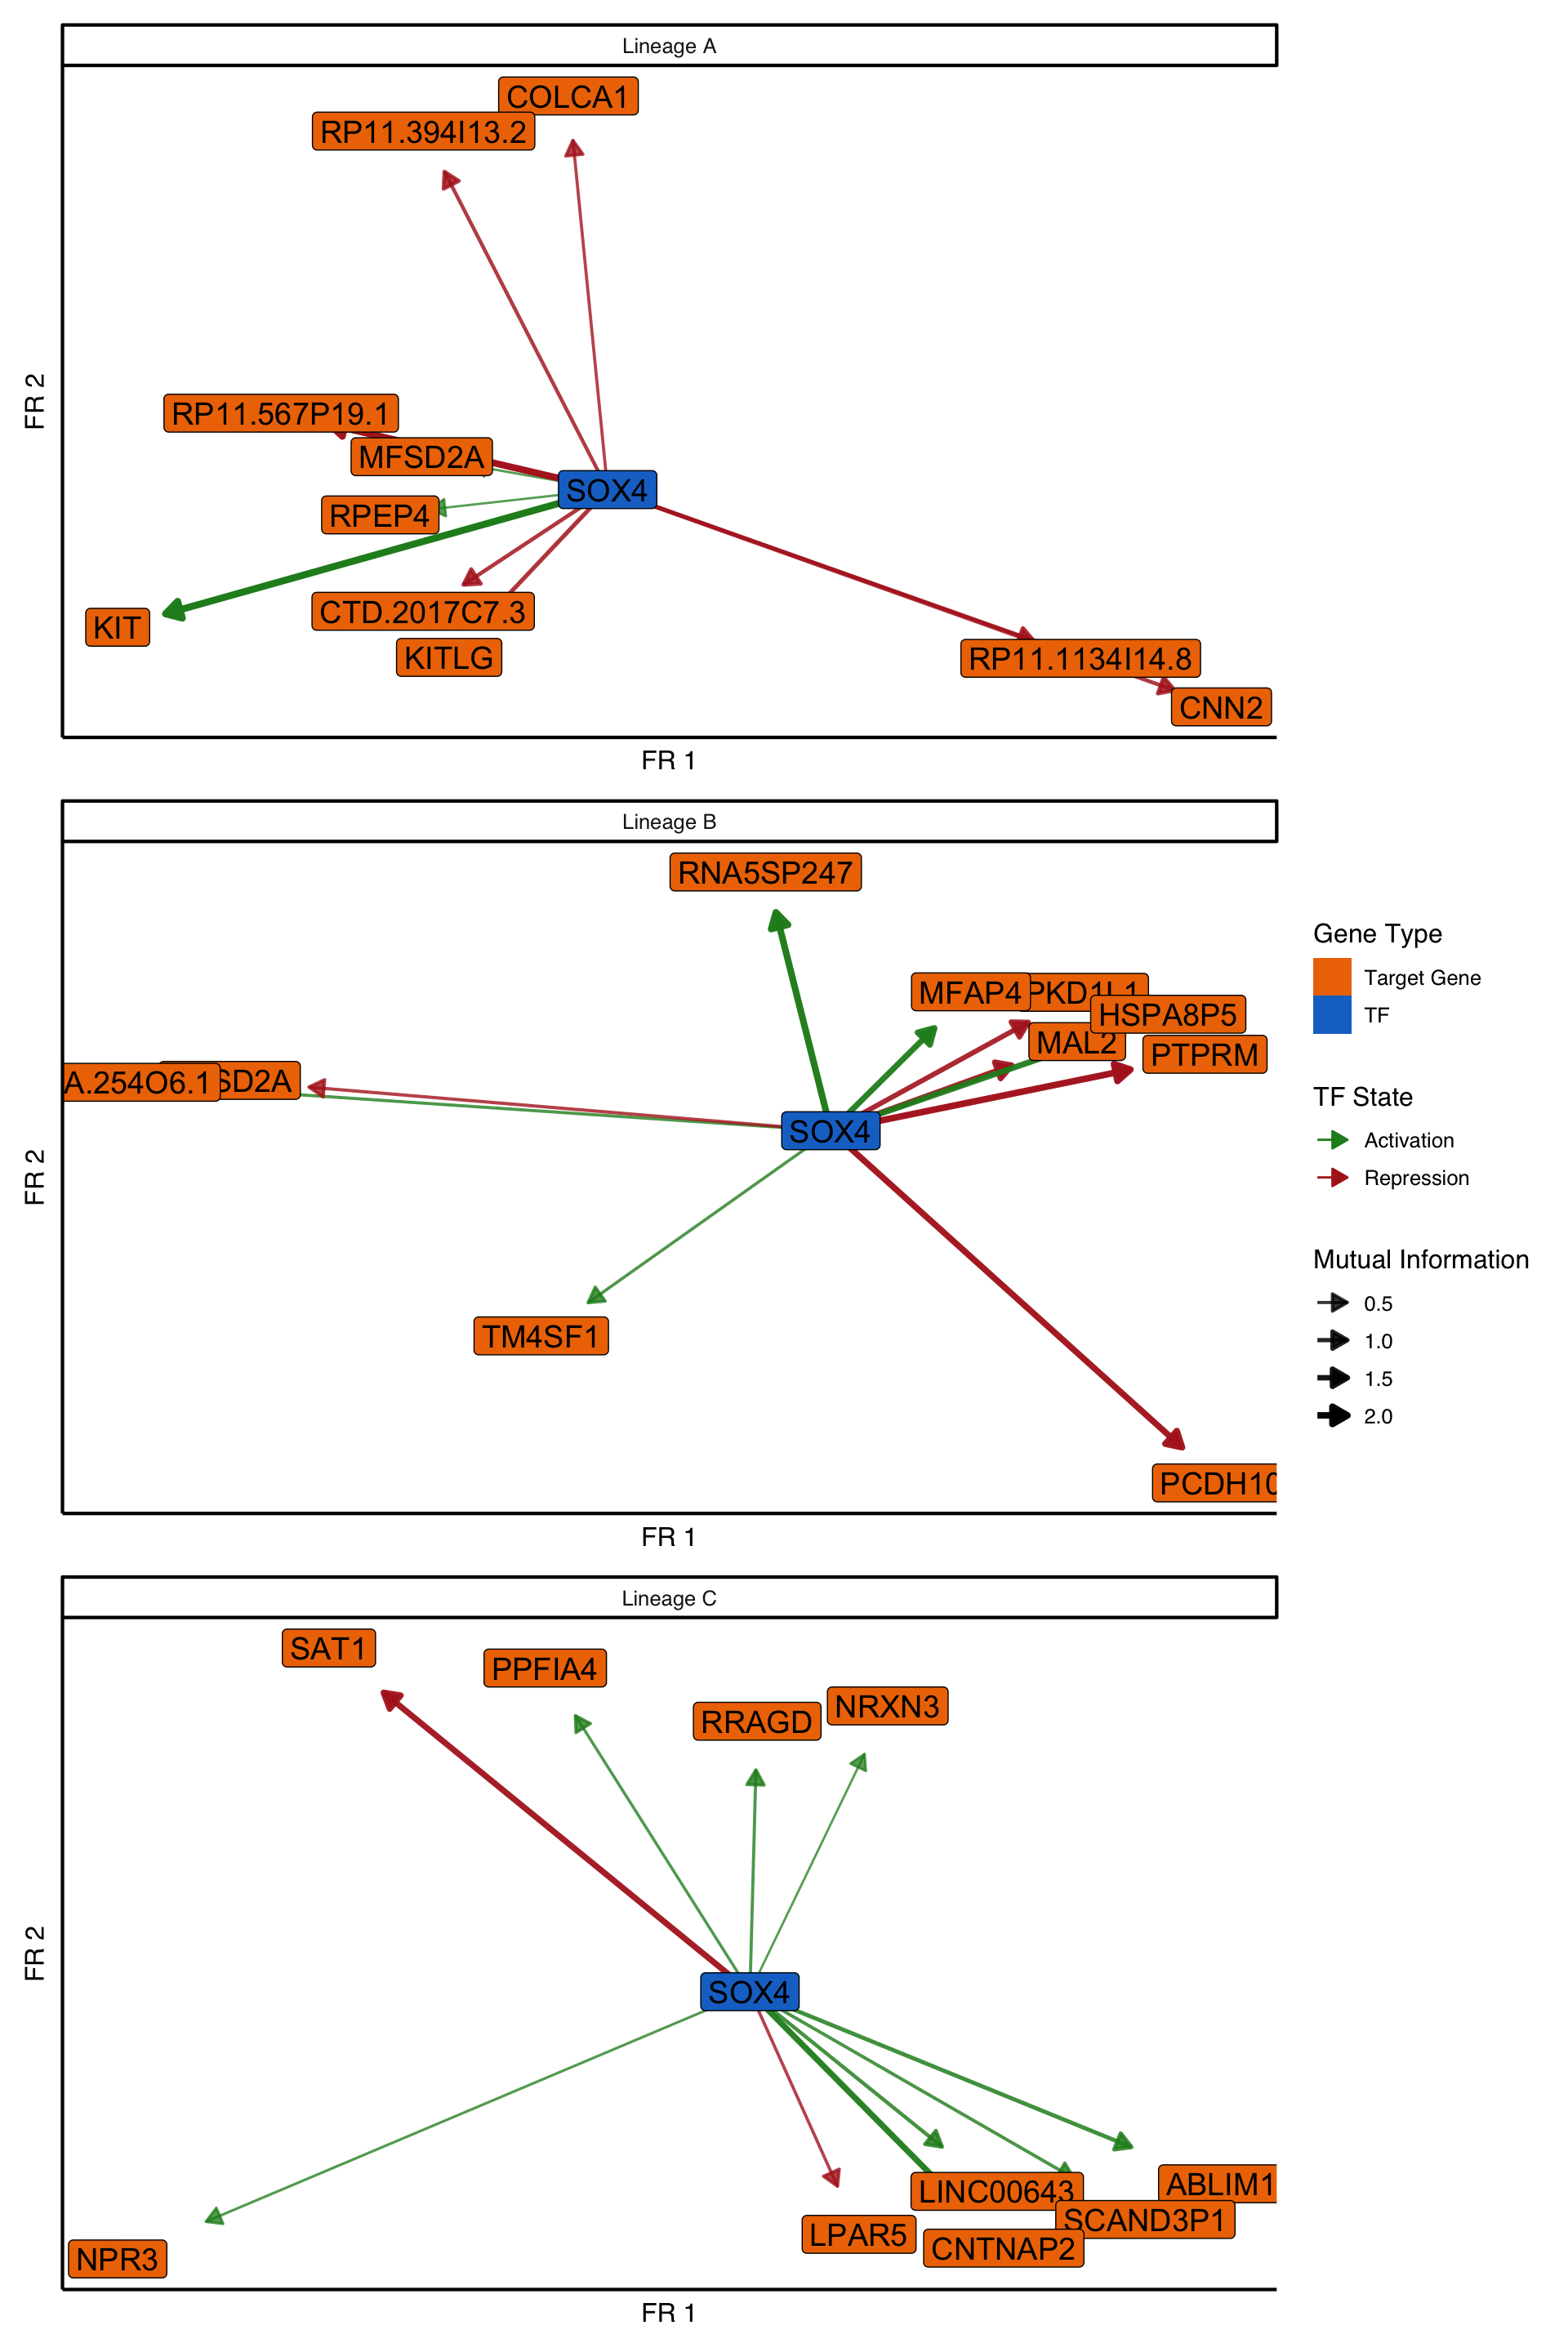 Lineage A
COLCA1
RP11.394I13.2
RP11.567P19.1
MFSD2A
SOX4
RPEP4
CTD.2017C7.3
KIT
KITLG
RP11.1134I14.8
CNN2
FR 2
FR 1
Lineage B
RNA5SP247
MFAP4
PKD1L1
HSPA8P5
MAL2
PTPRM
A.254O6.1
SD2A
SOX4
TM4SF1
PCDH10
FR 2
FR 1
Gene Type
Target Gene
TF
TF State
Activation
Repression
Mutual Information
0.5
1.0
1.5
2.0
Lineage C
SAT1
PPFIA4
RRAGD
NRXN3
SOX4
ABLIM1
LINC00643
SCAND3P1
LPAR5
CNTNAP2
NPR3
FR 2
FR 1